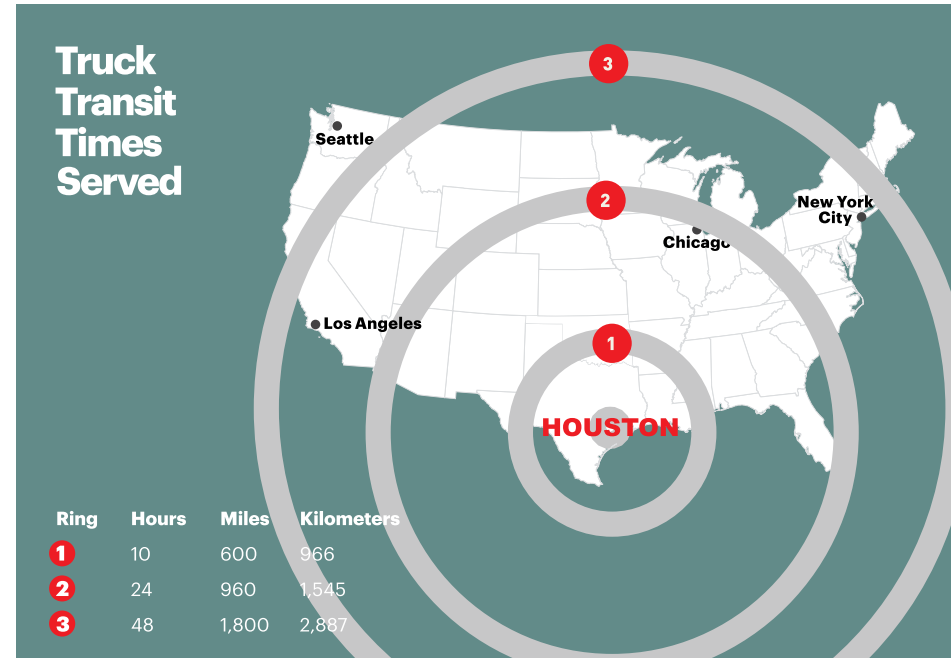 Truck
Transit
Times
Served
3
Seattle
2
New York
City
Chicago
Los Angeles
1
HOUSTON
Ring Hours Miles Kilometers
1 10 600 966
2 24 960 1,545
3 48 1,800 2,887